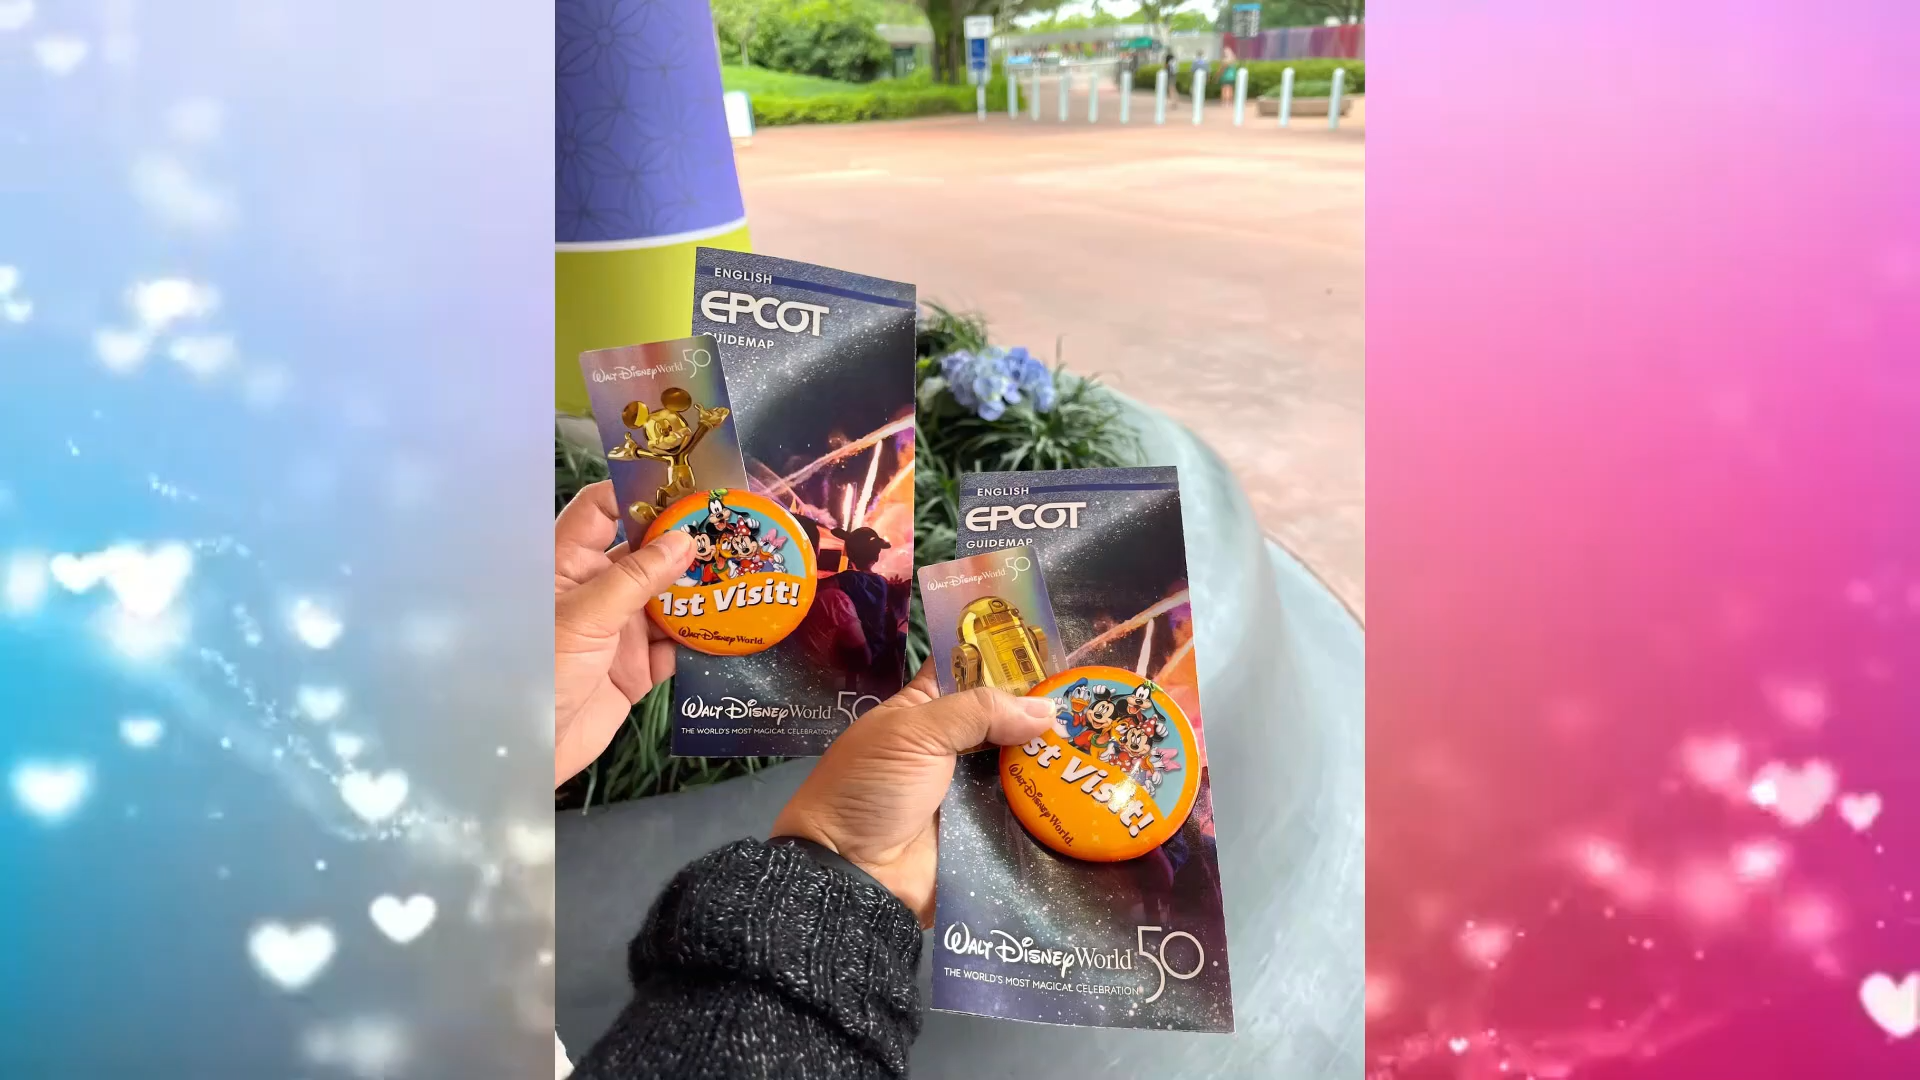 ENGLISH
EPCOT
GUIDEMAP
WALT DISNEY World 50
1st Visit!
WALT DISNEY World
WALT DISNEY World 50
THE WORLD'S MOST MAGICAL CELEBRATION
ENGLISH
EPCOT
GUIDEMAP
WALT DISNEY World 50
st Visit!
WALT DISNEY World
WALT DISNEY World 50
THE WORLD'S MOST MAGICAL CELEBRATION